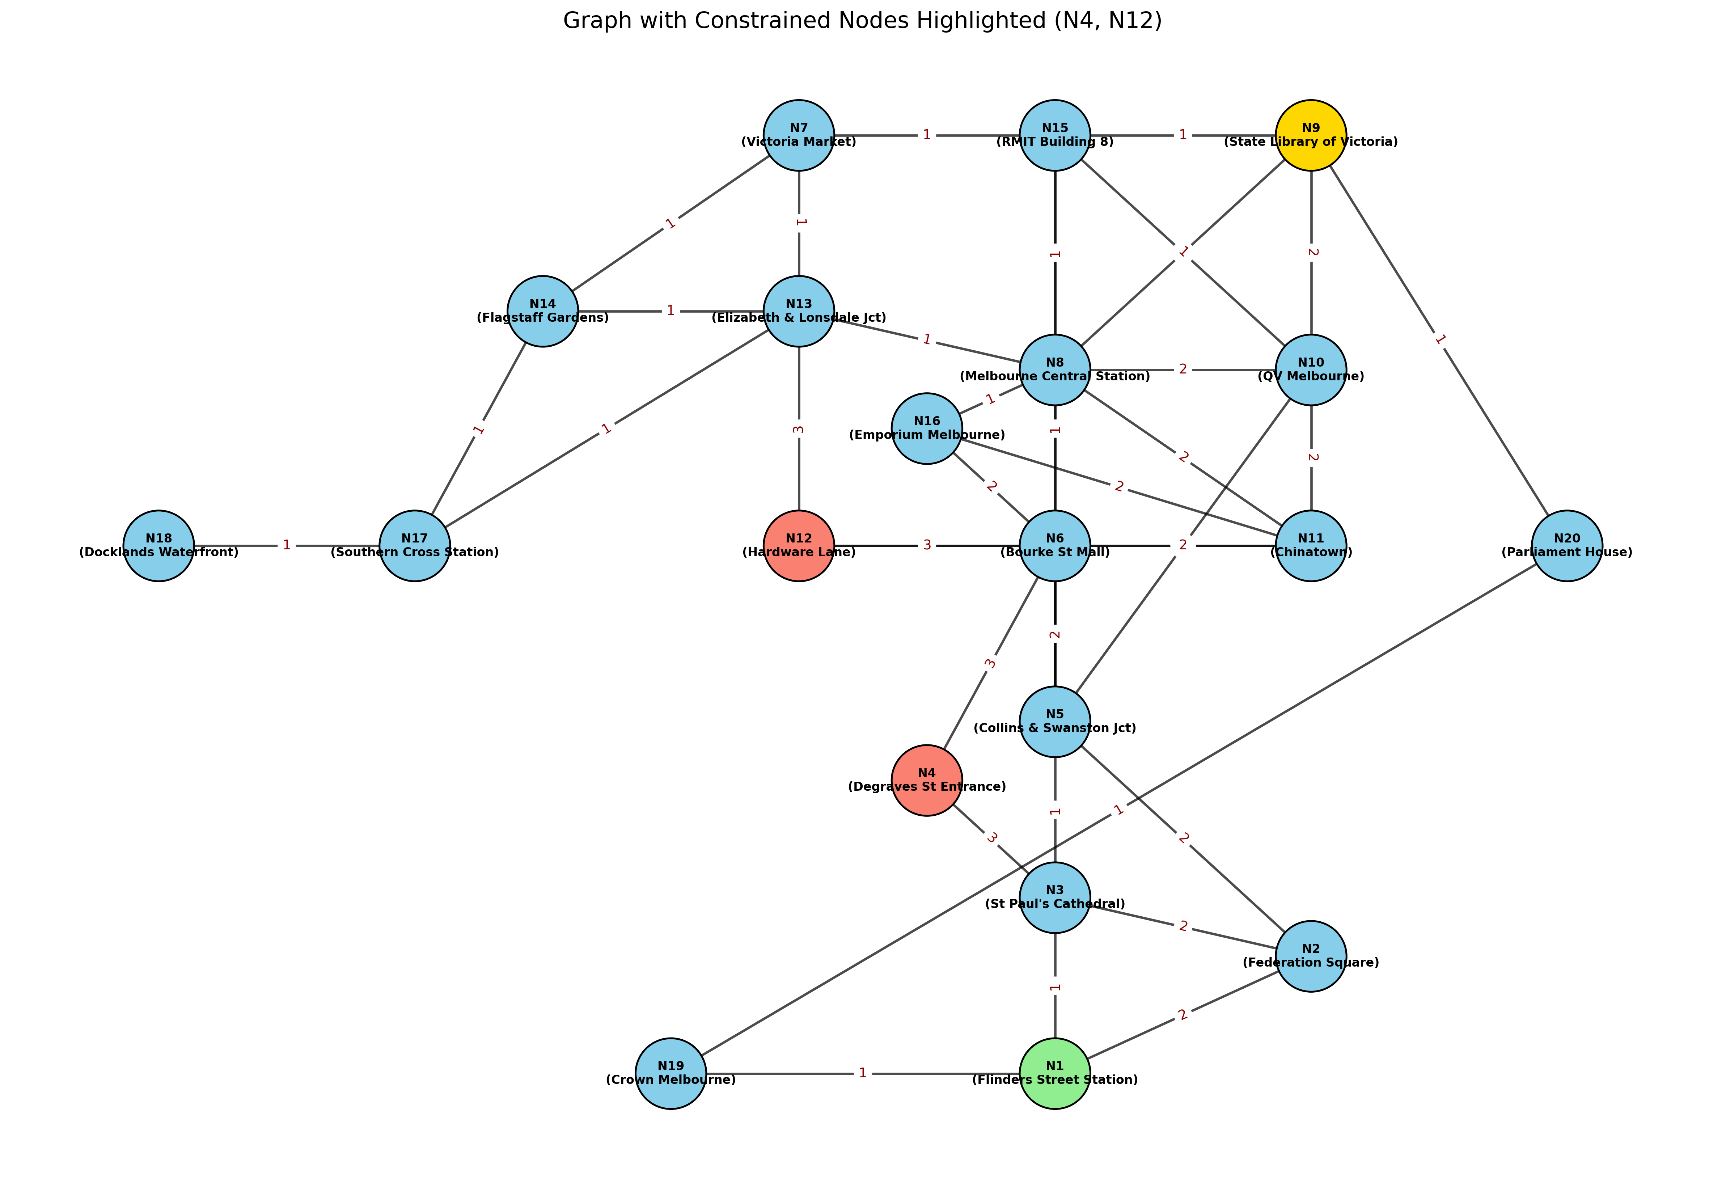 Graph with Constrained Nodes Highlighted (N4, N12)
N7
(Victoria Market)
1
N15
(RMIT Building 8)
1
N9
(State Library of Victoria)
1
1
1
1
2
N14
(Flagstaff Gardens)
1
N13
(Elizabeth & Lonsdale Jct)
1
1
N8
(Melbourne Central Station)
2
N10
(QV Melbourne)
1
N16
(Emporium Melbourne)
1
1
3
1
2
2
2
2
N18
(Docklands Waterfront)
1
N17
(Southern Cross Station)
N12
(Hardware Lane)
3
N6
(Bourke St Mall)
2
N11
(Chinatown)
N20
(Parliament House)
2
3
N5
(Collins & Swanston Jct)
N4
(Degraves St Entrance)
1
1
3
2
N3
(St Paul's Cathedral)
2
N2
(Federation Square)
1
2
N19
(Crown Melbourne)
1
N1
(Flinders Street Station)